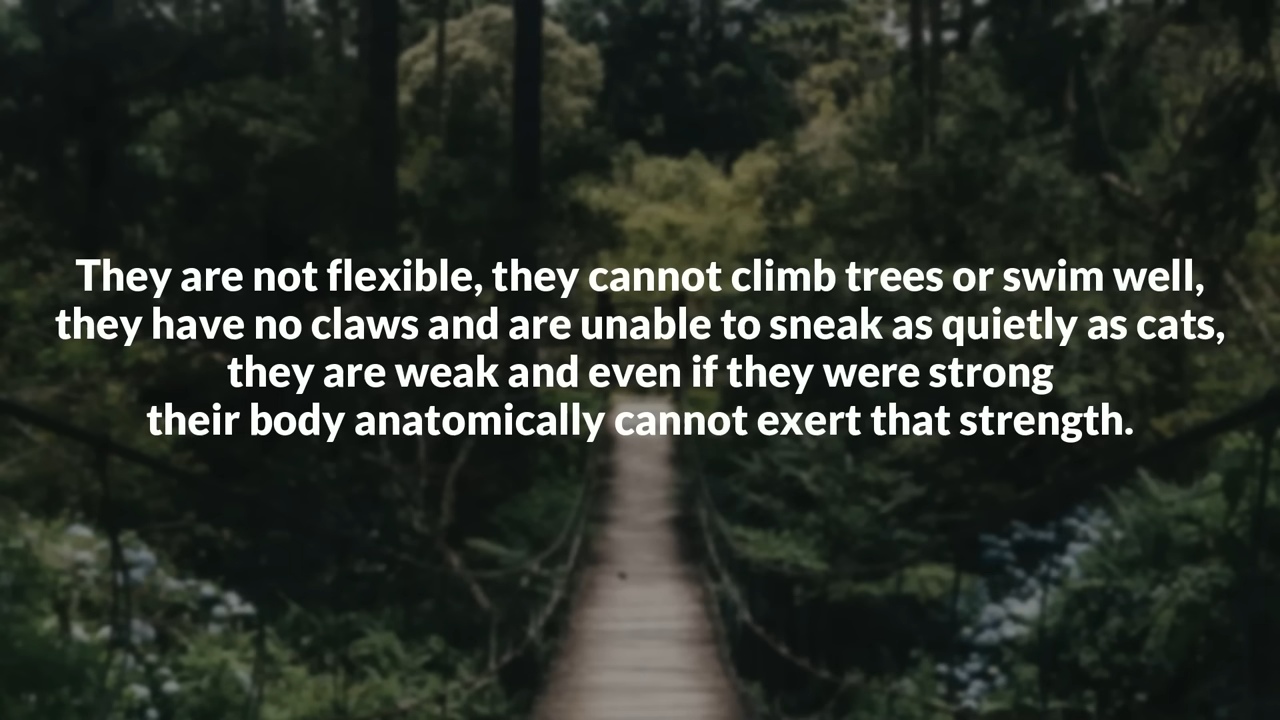 They are not flexible, they cannot climb trees or swim well,
they have no claws and are unable to sneak as quietly as cats,
they are weak and even if they were strong
their body anatomically cannot exert that strength.